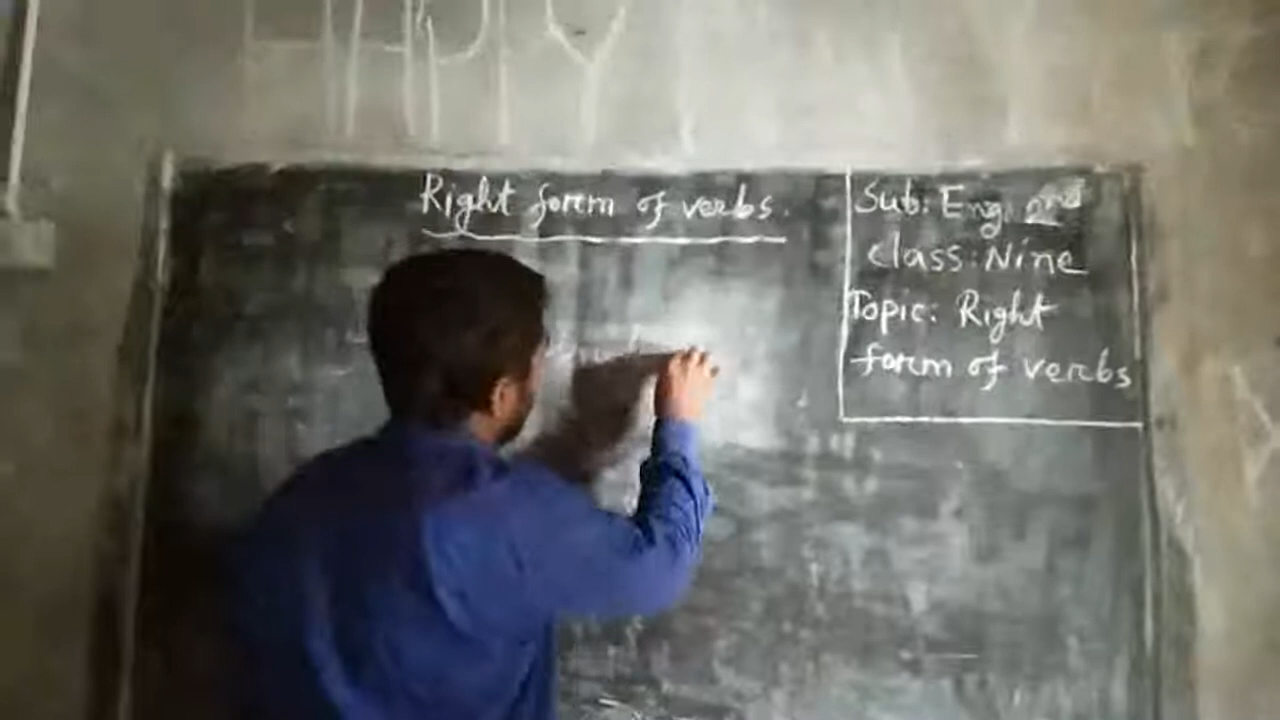 Right form of verbs.
Sub: Eng. 2nd
Class: Nine
Topic: Right
form of verbs